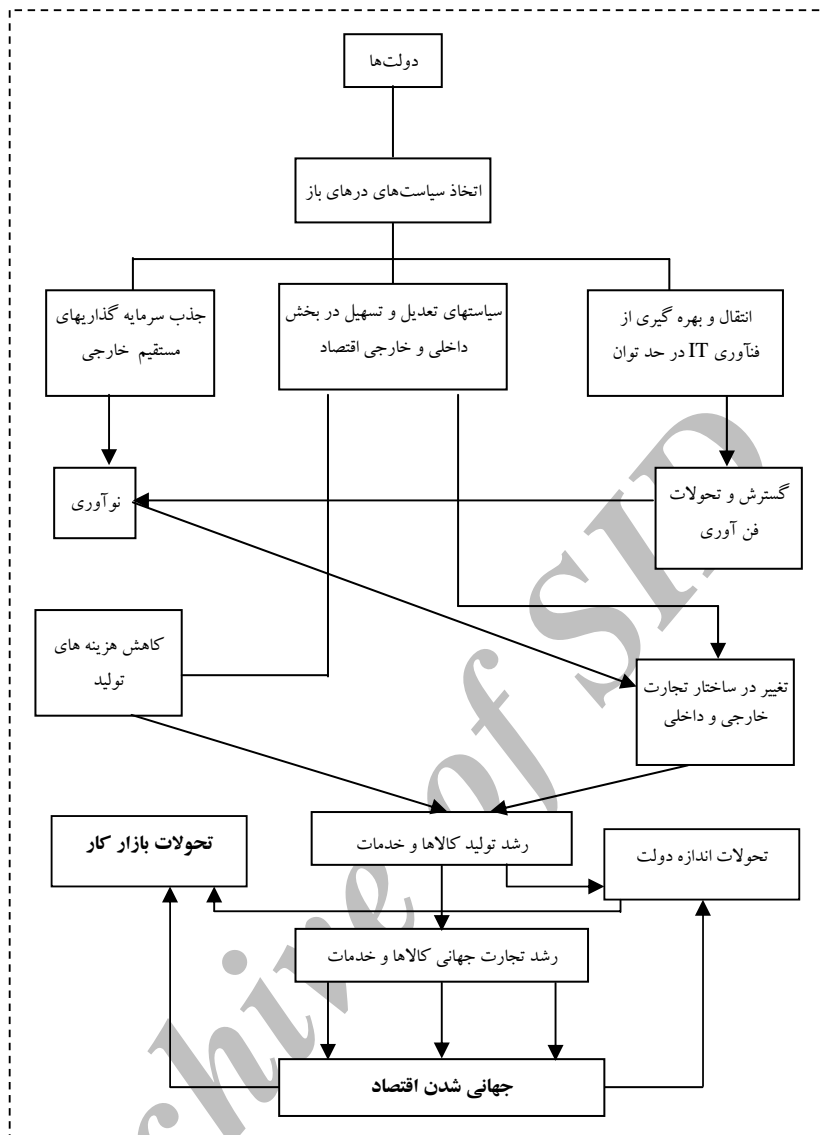 دولت‌ها
اتخاذ سیاست‌های درهای باز
انتقال و بهره گیری از
فنآوری IT در حد توان
سیاستهای تعدیل و تسهیل در بخش
داخلی و خارجی اقتصاد
جذب سرمایه گذاریهای
مستقیم خارجی
گسترش و تحولات
فن آوری
نوآوری
کاهش هزینه های
تولید
تغییر در ساختار تجارت
خارجی و داخلی
رشد تولید کالاها و خدمات
تحولات بازار کار
تحولات اندازه دولت
رشد تجارت جهانی کالاها و خدمات
جهانی شدن اقتصاد
Archive of SID